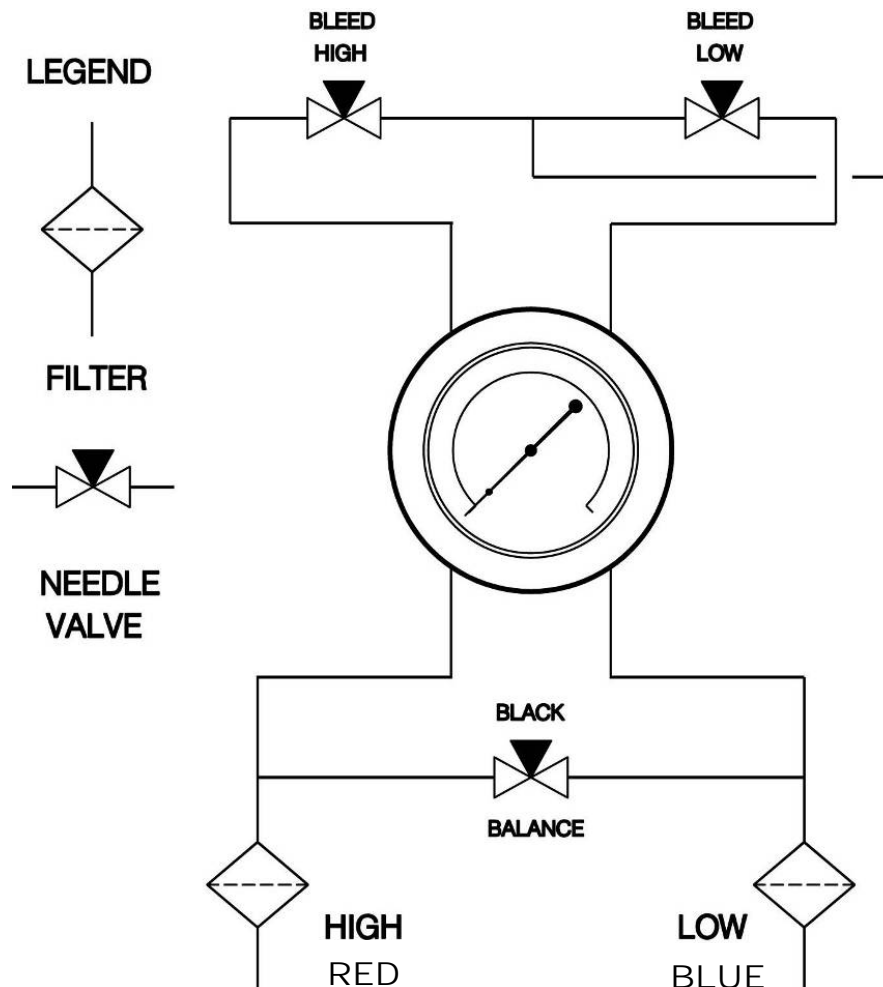 LEGEND
FILTER
NEEDLE
VALVE
BLEED
HIGH
BLEED
LOW
BLACK
BALANCE
HIGH
RED
LOW
BLUE